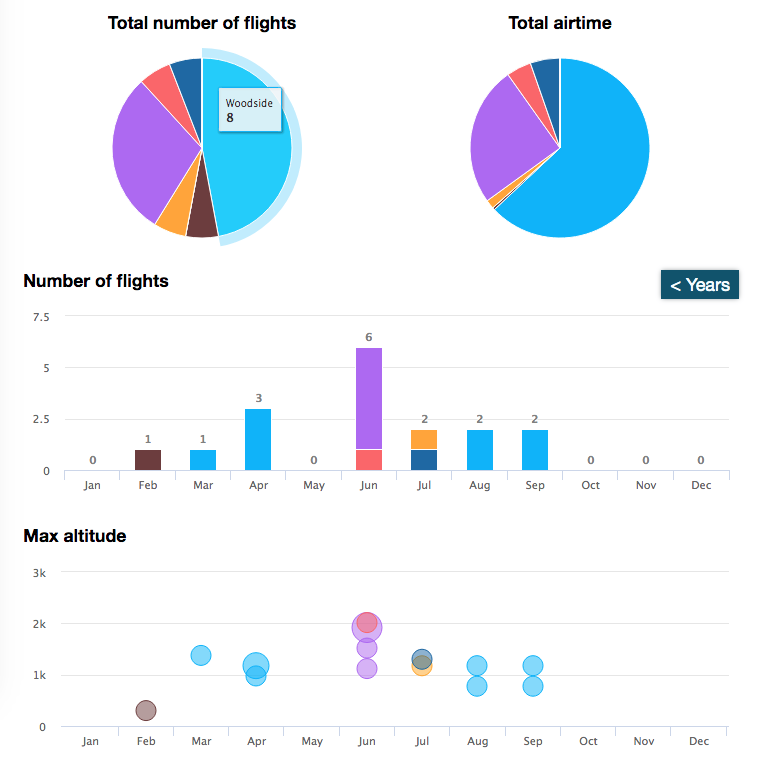 Total number of flights
Total airtime
Woodside
8
Number of flights
< Years
7.5
5
2.5
0
0 1 1 3 0 6 2 2 2 0 0 0
Jan Feb Mar Apr May Jun Jul Aug Sep Oct Nov Dec
Max altitude
3k
2k
1k
0
Jan Feb Mar Apr May Jun Jul Aug Sep Oct Nov Dec